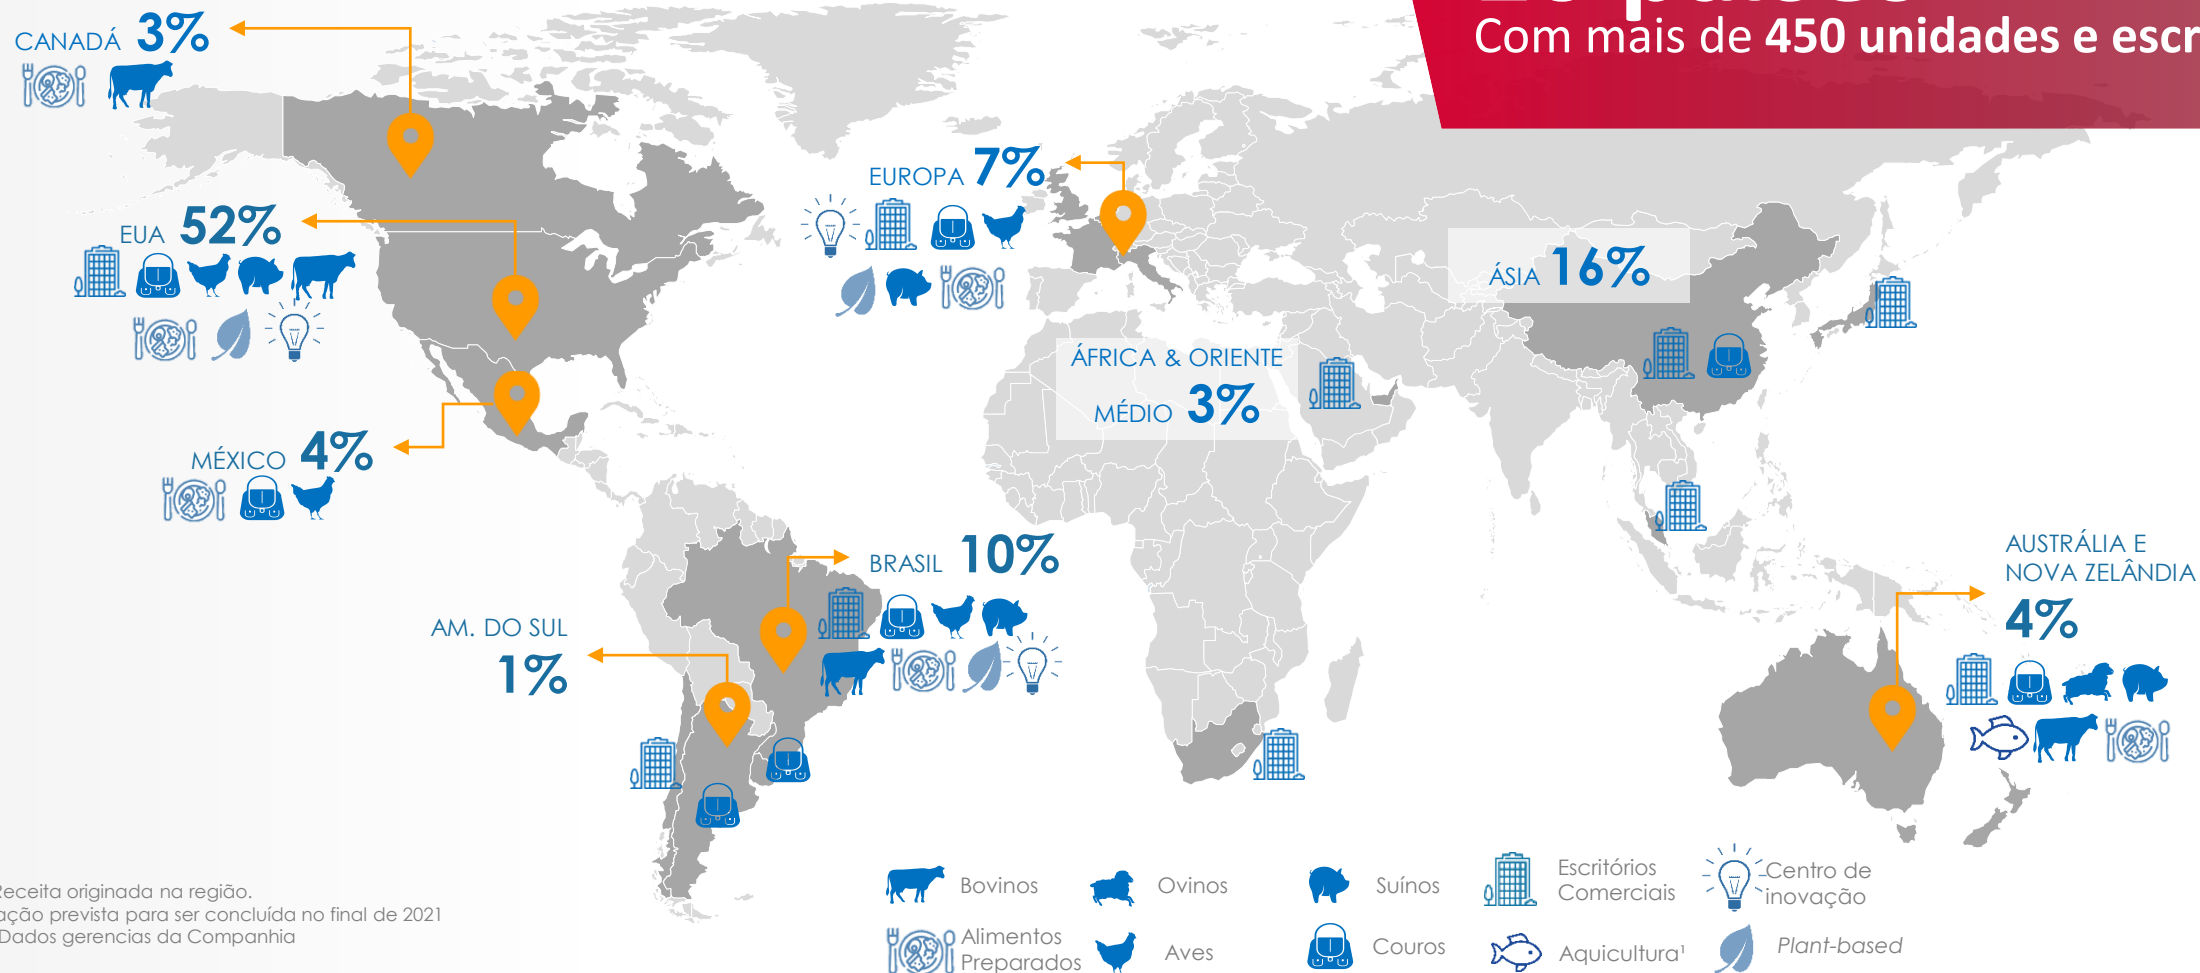 Com mais de 450 unidades e
CANADÁ 3%
EUROPA 7%
EUA 52%
ÁSIA 16%
ÁFRICA & ORIENTE
MÉDIO 3%
MÉXICO 4%
BRASIL 10%
AUSTRÁLIA E
NOVA ZELÂNDIA
4%
AM. DO SUL
1%
Receita originada na região.
prevista para ser concluída no final de 2021
Dados gerencias da Companhia
Bovinos
Ovinos
Suínos
Escritórios
Comerciais
Centro de
inovação
Alimentos
Preparados
Aves
Couros
Aquicultura¹
Plant-based